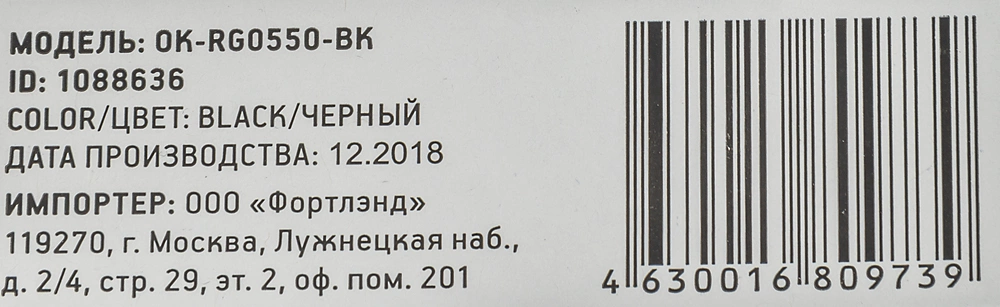 МОДЕЛЬ: OK-RG0550-BK
ID: 1088636
COLOR/ЦВЕТ: BLACK/ЧЕРНЫЙ
ДАТА ПРОИЗВОДСТВА: 12.2018
ИМПОРТЕР: ООО «Фортлэнд»
119270, г. Москва, Лужнецкая наб.,
д. 2/4, стр. 29, эт. 2, оф. пом. 201
4 630016 809739